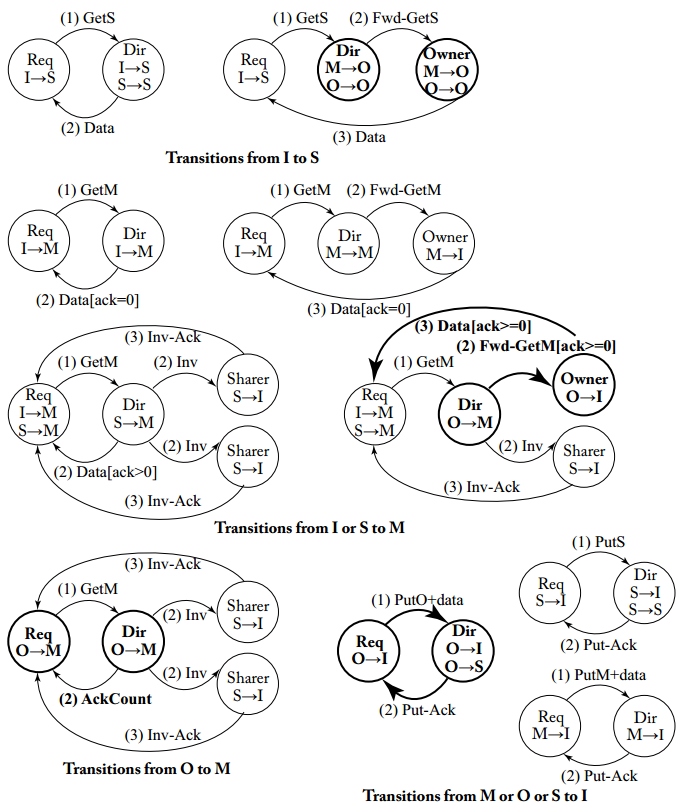 (1) GetS
Req
I→S
Dir
I→S
S→S
(2) Data
(1) GetS
(2) Fwd-GetS
Req
I→S
Dir
M→O
O→O
Owner
M→O
O→O
(3) Data
Transitions from I to S
(1) GetM
Req
I→M
Dir
I→M
(2) Data[ack=0]
(1) GetM
(2) Fwd-GetM
Req
I→M
Dir
M→M
Owner
M→I
(3) Data[ack=0]
(3) Inv-Ack
(1) GetM
(2) Inv
Req
I→M
S→M
Dir
S→M
Sharer
S→I
Sharer
S→I
(2) Data[ack>0]
(3) Inv-Ack
(3) Data[ack>=0]
(2) Fwd-GetM[ack>=0]
(1) GetM
Req
I→M
S→M
Dir
O→M
Owner
O→I
(2) Inv
Sharer
S→I
(3) Inv-Ack
Transitions from I or S to M
(3) Inv-Ack
(1) GetM
(2) Inv
Req
O→M
Dir
O→M
Sharer
S→I
(2) Inv
Sharer
S→I
(2) AckCount
(3) Inv-Ack
Transitions from O to M
(1) PutO+data
Req
O→I
Dir
O→I
O→S
(2) Put-Ack
(1) PutS
Req
S→I
Dir
S→I
S→S
(2) Put-Ack
(1) PutM+data
Req
M→I
Dir
M→I
(2) Put-Ack
Transitions from M or O or S to I